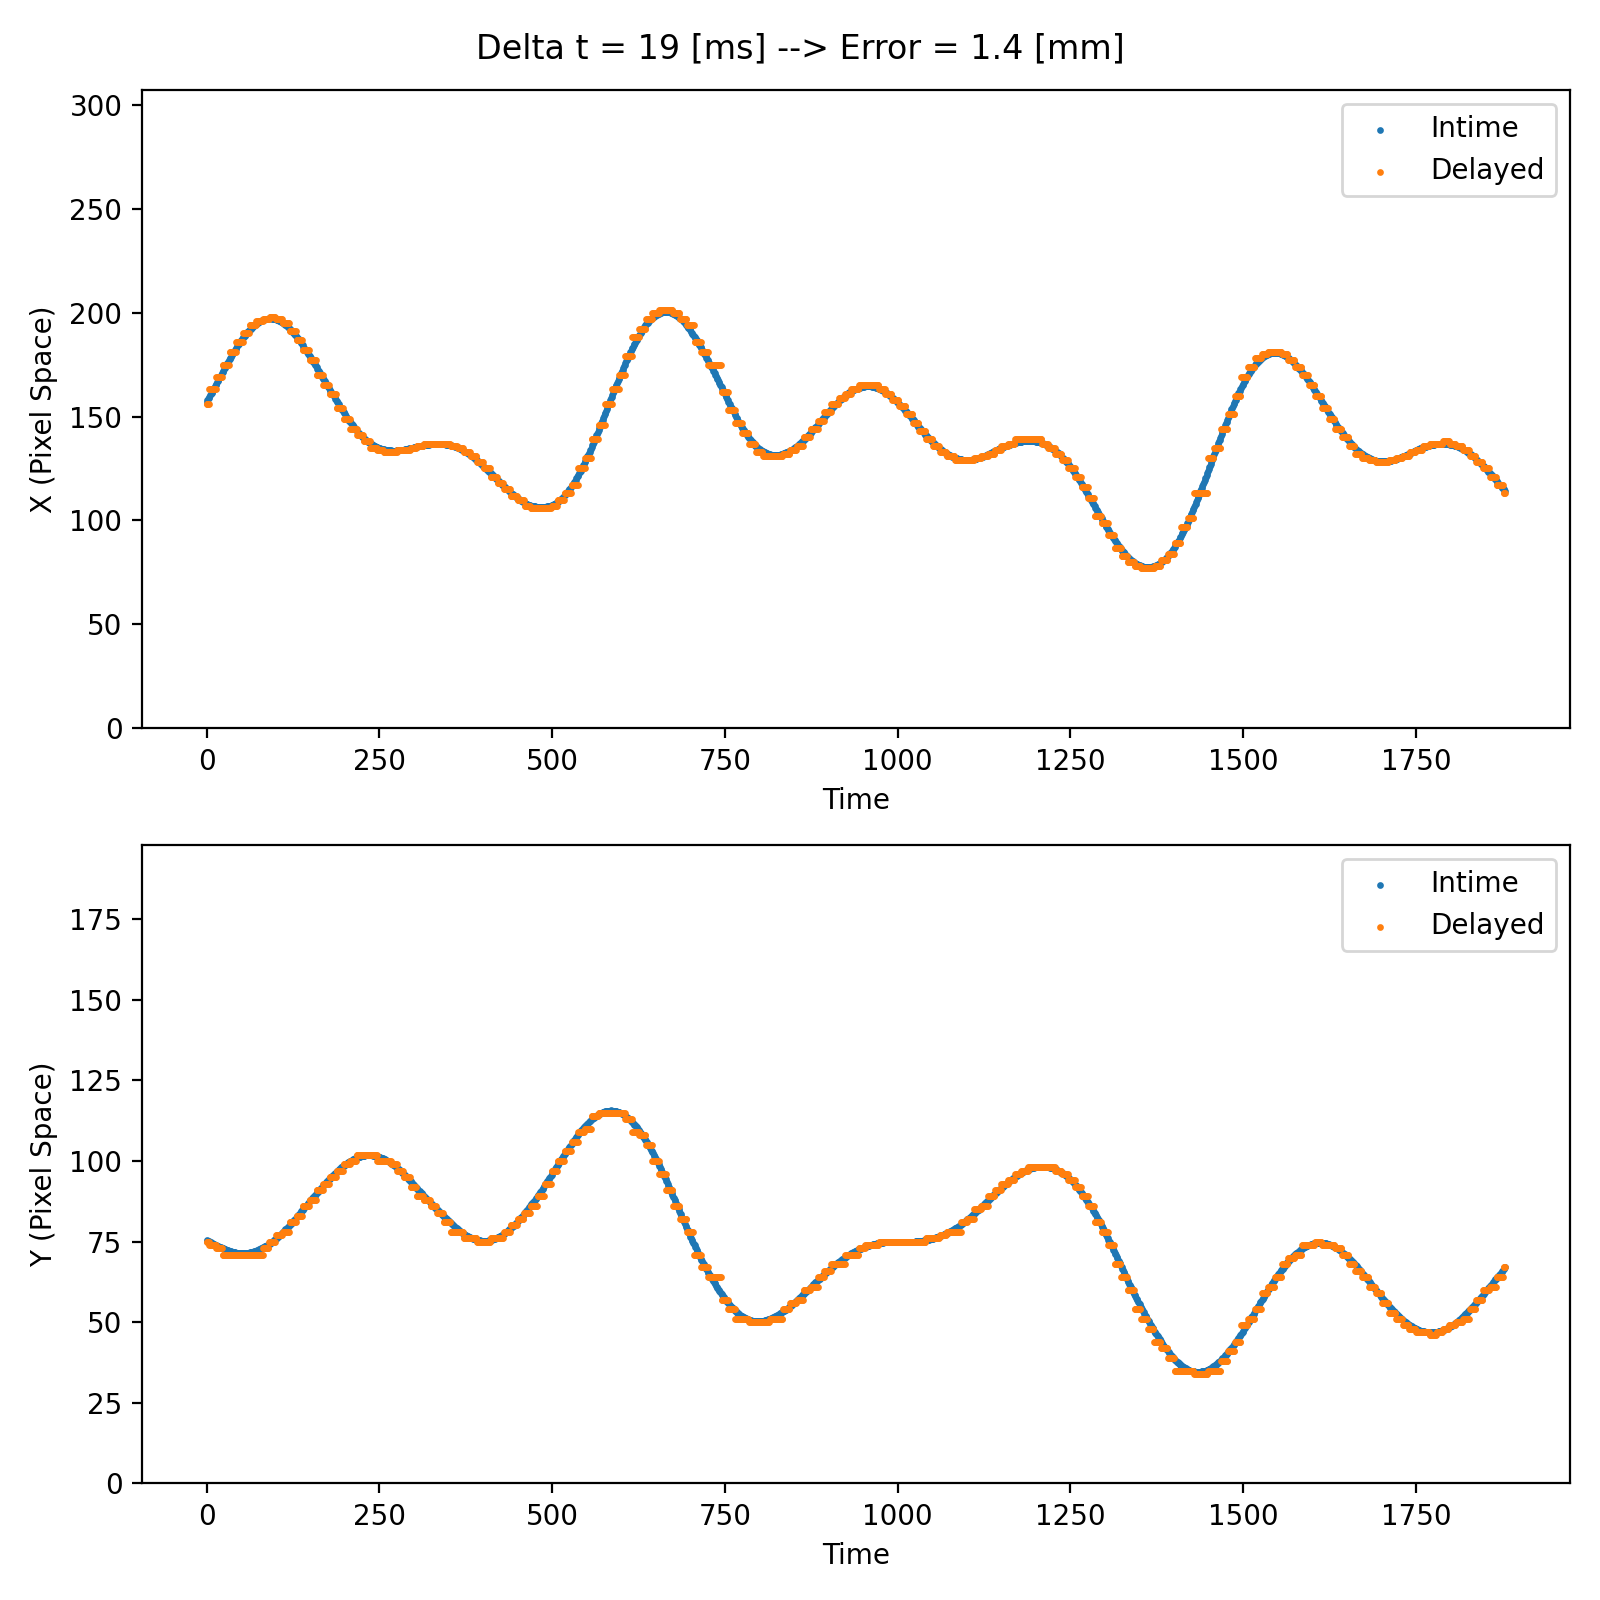 Delta t = 19 [ms] --> Error = 1.4 [mm]
300
250
200
150
100
50
0
X (Pixel Space)
Intime
Delayed
0 250 500 750 1000 1250 1500 1750
Time
175
150
125
100
75
50
25
0
Y (Pixel Space)
Intime
Delayed
0 250 500 750 1000 1250 1500 1750
Time